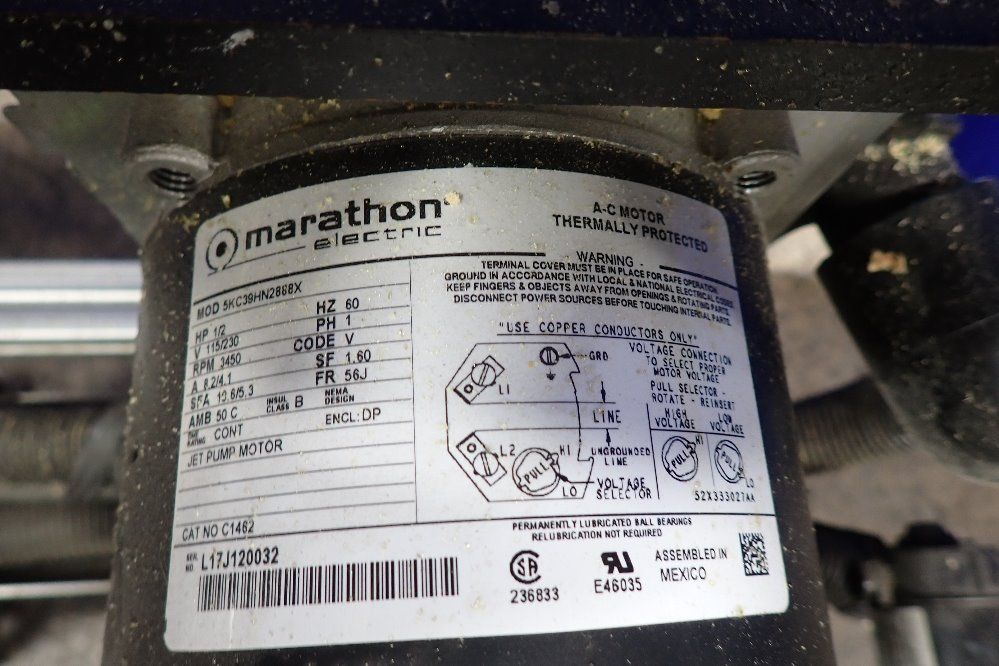 marathon
electric
A-C MOTOR
THERMALLY PROTECTED
MOD 5KC39HN2888X
HP 1/2 HZ 60
V 115/230 PH 1
RPM 3450 CODE V
A 8.2/4.1 SF 1.60
SFA 10.6/5.3 FR 56J
AMB 50 C INSUL CLASS B NEMA DESIGN
TIME RATING CONT ENCL: DP
JET PUMP MOTOR
CAT NO C1462
SER. NO. L17J120032
WARNING
TERMINAL COVER MUST BE IN PLACE FOR SAFE OPERATION
GROUND IN ACCORDANCE WITH LOCAL & NATIONAL ELECTRICAL CODES
KEEP FINGERS & OBJECTS AWAY FROM OPENINGS & ROTATING PARTS
DISCONNECT POWER SOURCES BEFORE TOUCHING INTERNAL PARTS.
"USE COPPER CONDUCTORS ONLY"
GRD
L1
LINE
L2
HI
UNGROUNDED
LINE
PULL
LO
VOLTAGE
SELECTOR
VOLTAGE CONNECTION
TO SELECT PROPER
MOTOR VOLTAGE
PULL SELECTOR -
ROTATE - REINSERT
HIGH VOLTAGE
LOW VOLTAGE
PULL HI
PULL LO
52X333027AA
PERMANENTLY LUBRICATED BALL BEARINGS
RELUBRICATION NOT REQUIRED
SA
236833
E46035
ASSEMBLED IN
MEXICO